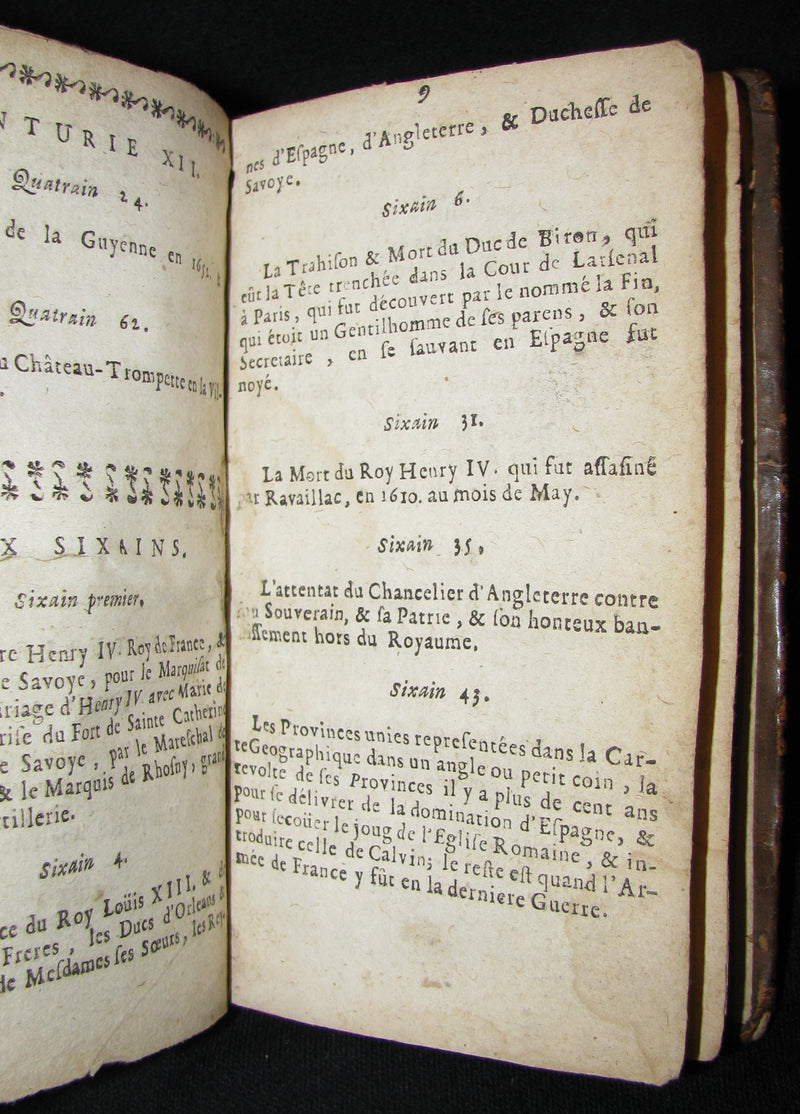 NTURIE XII.
Quatrain 24.
de la Guyenne en
Quatrain 62.
Château-Trompette en la
X SIXAINS.
Sixain premier.
re Henry IV. Roy de France, &
e Savoye, pour le Marquiſat de
ariage d'Henry IV. avec Marie de
riſe du Fort de Sainte Catherine
e Savoye, par le Mareſchal de
& le Marquis de Rhoſny, grand
tillerie.
Sixain 4.
ce du Roy Loüis XIII. &
Freres, les Ducs d'Orleans &
de Meſdames ſes Sœurs, les Rey-
9
nes d'Eſpagne, d'Angleterre, & Ducheſſe de
Savoye.
Sixain 6.
La Trahiſon & Mort du Duc de Biron, qui
eût la Tête trenchée dans la Cour de Larſenal
à Paris, qui fut découvert par le nommé la Fin,
qui étoit un Gentilhomme de ſes parens, & ſon
Secretaire, en ſe ſauvant en Eſpagne fut
noyé.
Sixain 31.
La Mort du Roy Henry IV. qui fut aſſaſiné
par Ravaillac, en 1610. au mois de May.
Sixain 35,
L'attentat du Chancelier d'Angleterre contre
Souverain, & ſa Patrie, & ſon honteux ban-
iſſement hors du Royaume.
Sixain 43.
Les Provinces unies repreſentées dans la Car-
te Geographique dans un angle ou petit coin, la
revolte de ſes Provinces il y a plus de cent ans
pour ſe délivrer de la domination d'Eſpagne, &
pour ſecoüer le joug de l'Egliſe Romaine, & in-
troduire celle de Calvin; le reſte eſt quand l'Ar-
mée de France y fût en la derniere Guerre.